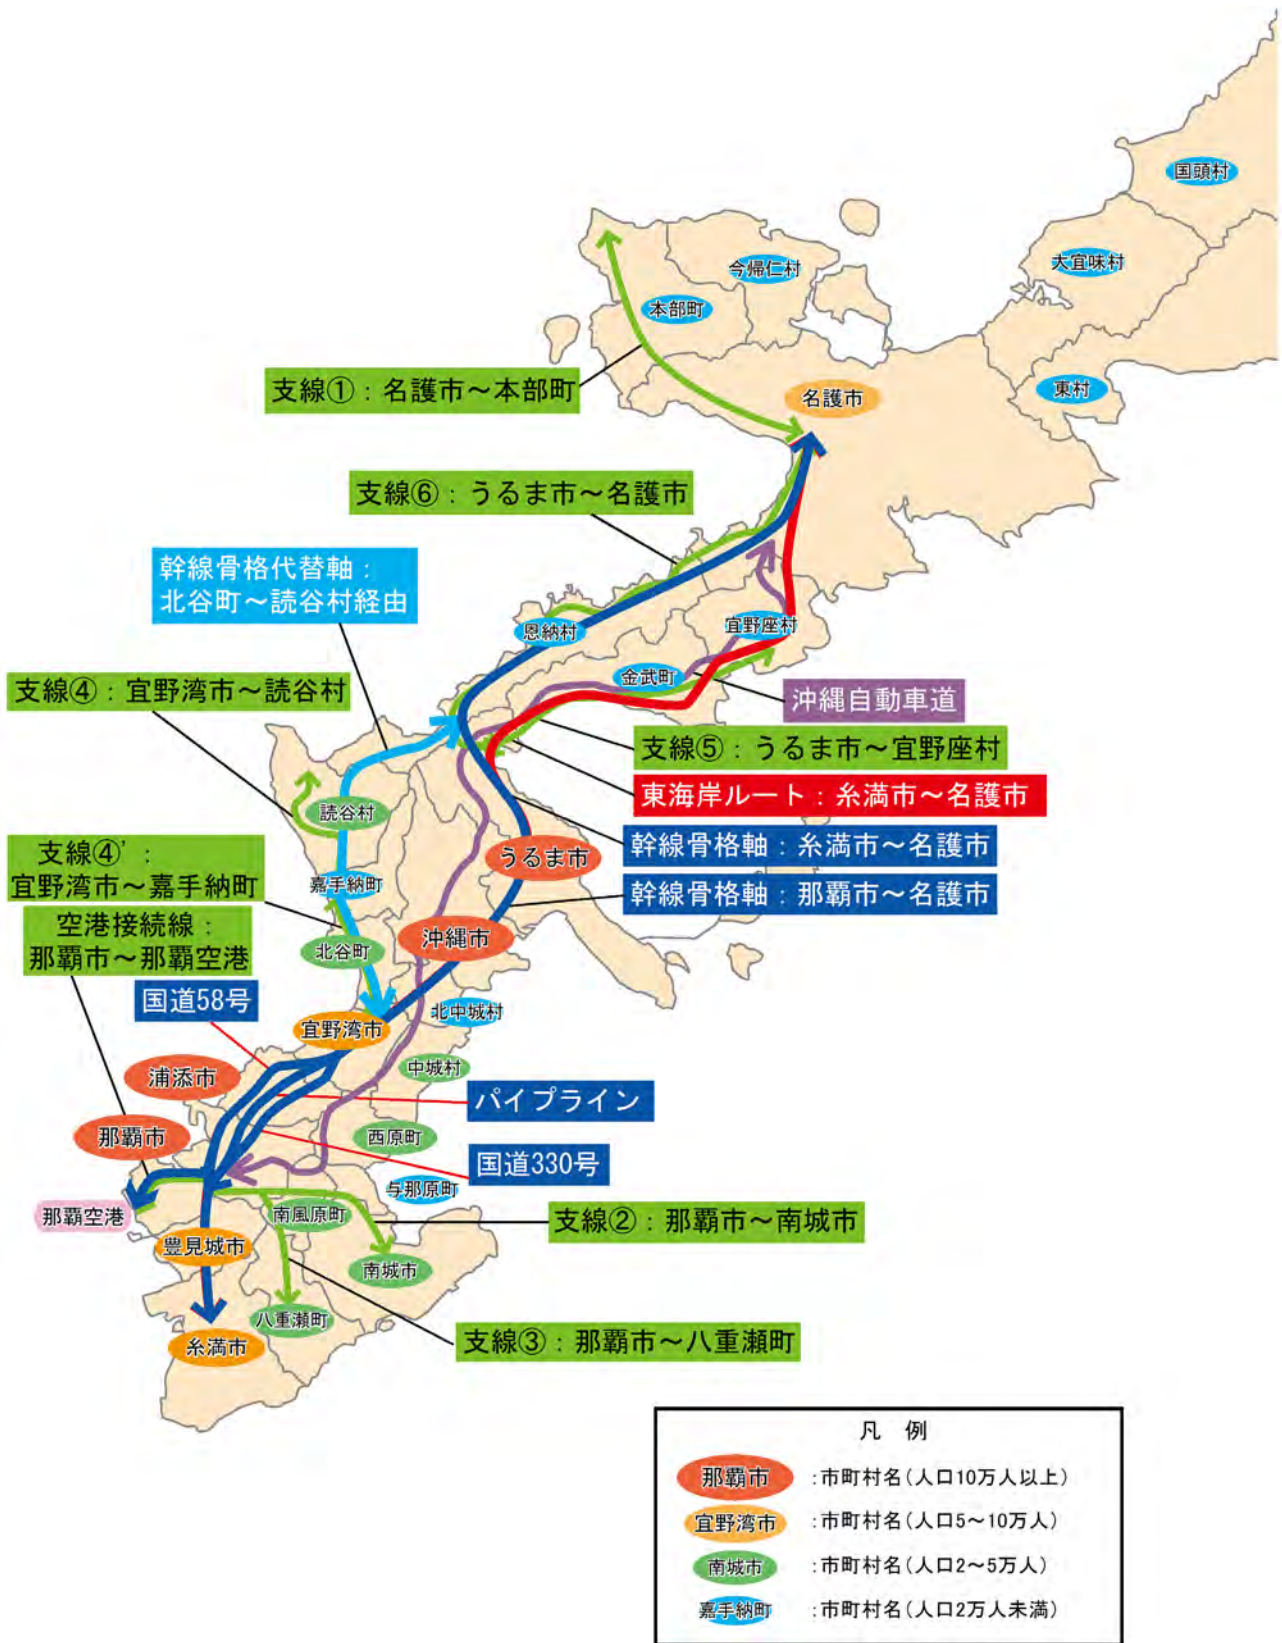 国頭村
今帰仁村
大宜味村
本部町
支線①：名護市～本部町
名護市
東村
支線⑥：うるま市～名護市
幹線骨格代替軸：
北谷町～読谷村経由
恩納村
宜野座村
支線④：宜野湾市～読谷村
金武町
沖縄自動車道
支線⑤：うるま市～宜野座村
東海岸ルート：糸満市～名護市
読谷村
幹線骨格軸：糸満市～名護市
うるま市
支線④’：
宜野湾市～嘉手納町
嘉手納町
幹線骨格軸：那覇市～名護市
空港接続線：
那覇市～那覇空港
北谷町
沖縄市
国道58号
宜野湾市
北中城村
浦添市
中城村
パイプライン
那覇市
西原町
国道330号
与那原町
那覇空港
南風原町
支線②：那覇市～南城市
豊見城市
南城市
八重瀬町
支線③：那覇市～八重瀬町
糸満市
凡 例
那覇市 :市町村名(人口10万人以上)
宜野湾市 :市町村名(人口5～10万人)
南城市 :市町村名(人口2～5万人)
嘉手納町 :市町村名(人口2万人未満)